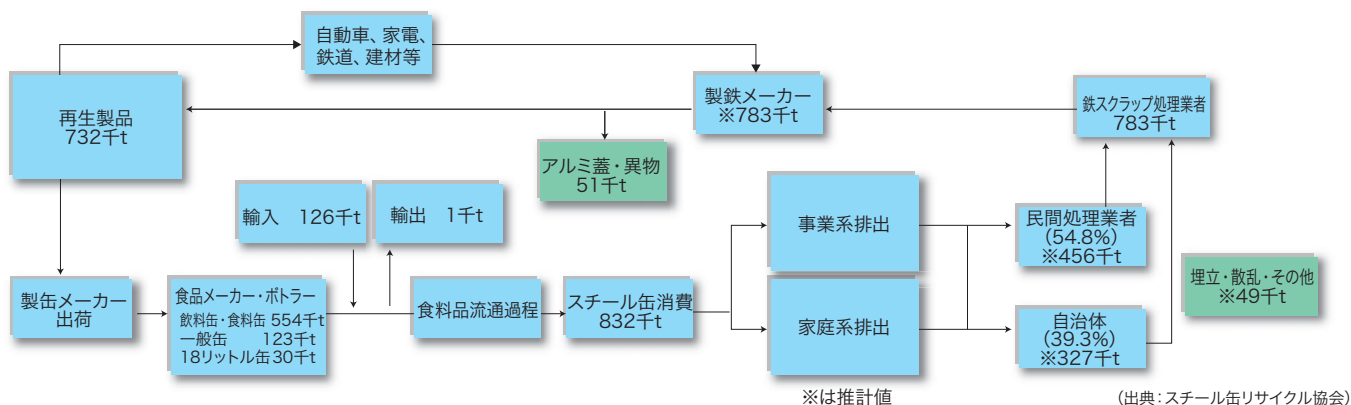 自動車、家電、
鉄道、建材等
再生製品
732千t
製鉄メーカー
※783千t
鉄スクラップ処理業者
783千t
アルミ蓋・異物
51千t
輸入　126千t
輸出　1千t
製缶メーカー
出荷
食品メーカー・ボトラー
飲料缶・食料缶 554千t
一般缶　　　123千t
18リットル缶 30千t
食料品流通過程
スチール缶消費
832千t
事業系排出
家庭系排出
民間処理業者
(54.8%)
※456千t
自治体
(39.3%)
※327千t
埋立・散乱・その他
※49千t
※は推計値
（出典：スチール缶リサイクル協会）